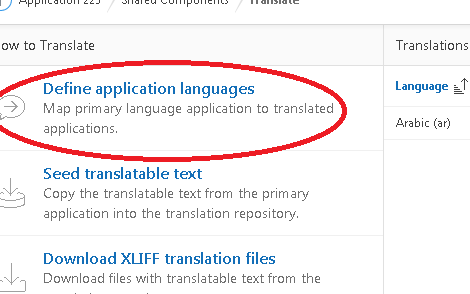 Application 225 / Shared Components / Translate
ow to Translate
Translations
Define application languages
Map primary language application to translated
applications.
Language
Arabic (ar)
Seed translatable text
Copy the translatable text from the primary
application into the translation repository.
Download XLIFF translation files
Download files with translatable text from the